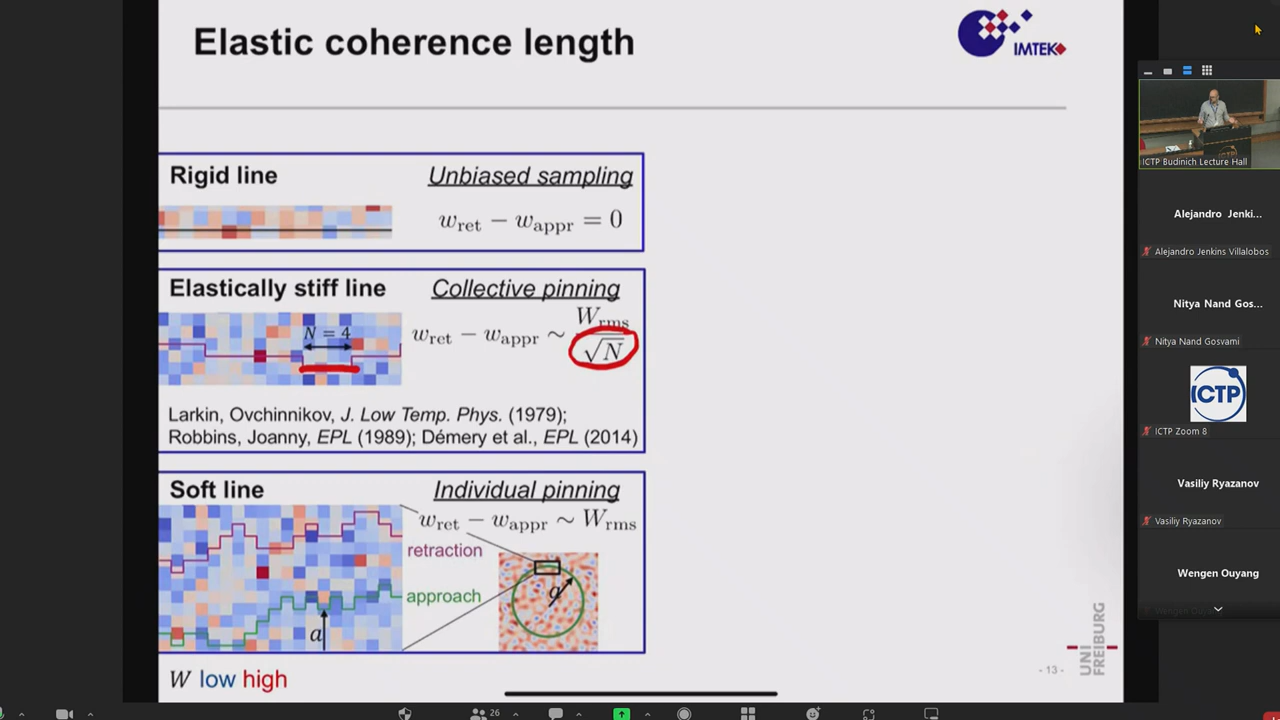 Elastic coherence length
IMTEK
Rigid line
Unbiased sampling
w_ret − w_appr = 0
Elastically stiff line
Collective pinning
N = 4
w_ret − w_appr ∼ W_rms / √N
Larkin, Ovchinnikov, J. Low Temp. Phys. (1979);
Robbins, Joanny, EPL (1989); Démery et al., EPL (2014)
Soft line
Individual pinning
w_ret − w_appr ∼ W_rms
retraction
approach
a
a
W low high
- 13 -
UNI
FREIBURG
ICTP Budinich Lecture Hall
Alejandro Jenki...
Alejandro Jenkins Villalobos
Nitya Nand Gos...
Nitya Nand Goswami
ICTP
ICTP Zoom 8
Vasiliy Ryazanov
Vasiliy Ryazanov
Wengen Ouyang
26